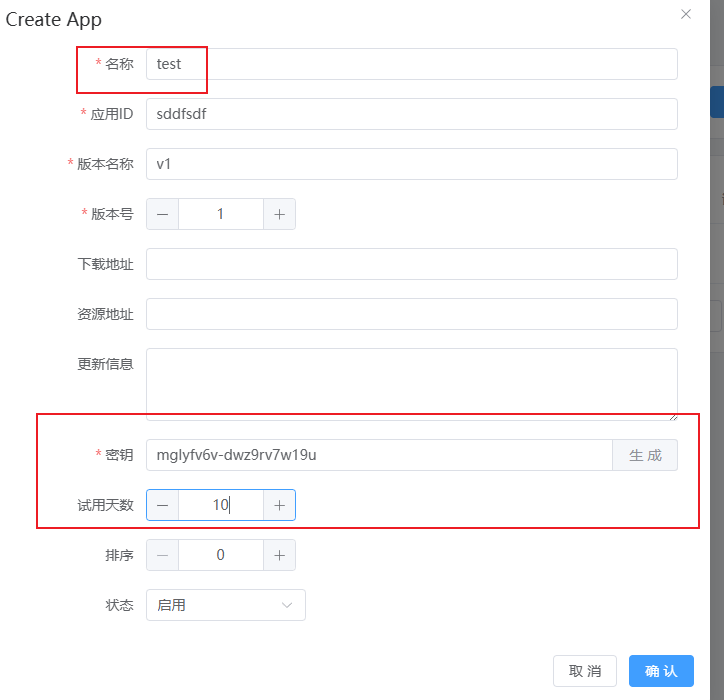 Create App
* 名称 test
* 应用ID sddfsdf
* 版本名称 v1
* 版本号 1
下载地址
资源地址
更新信息
* 密钥 mglyfv6v-dwz9rv7w19u 生成
试用天数 10
排序 0
状态 启用
取消 确认